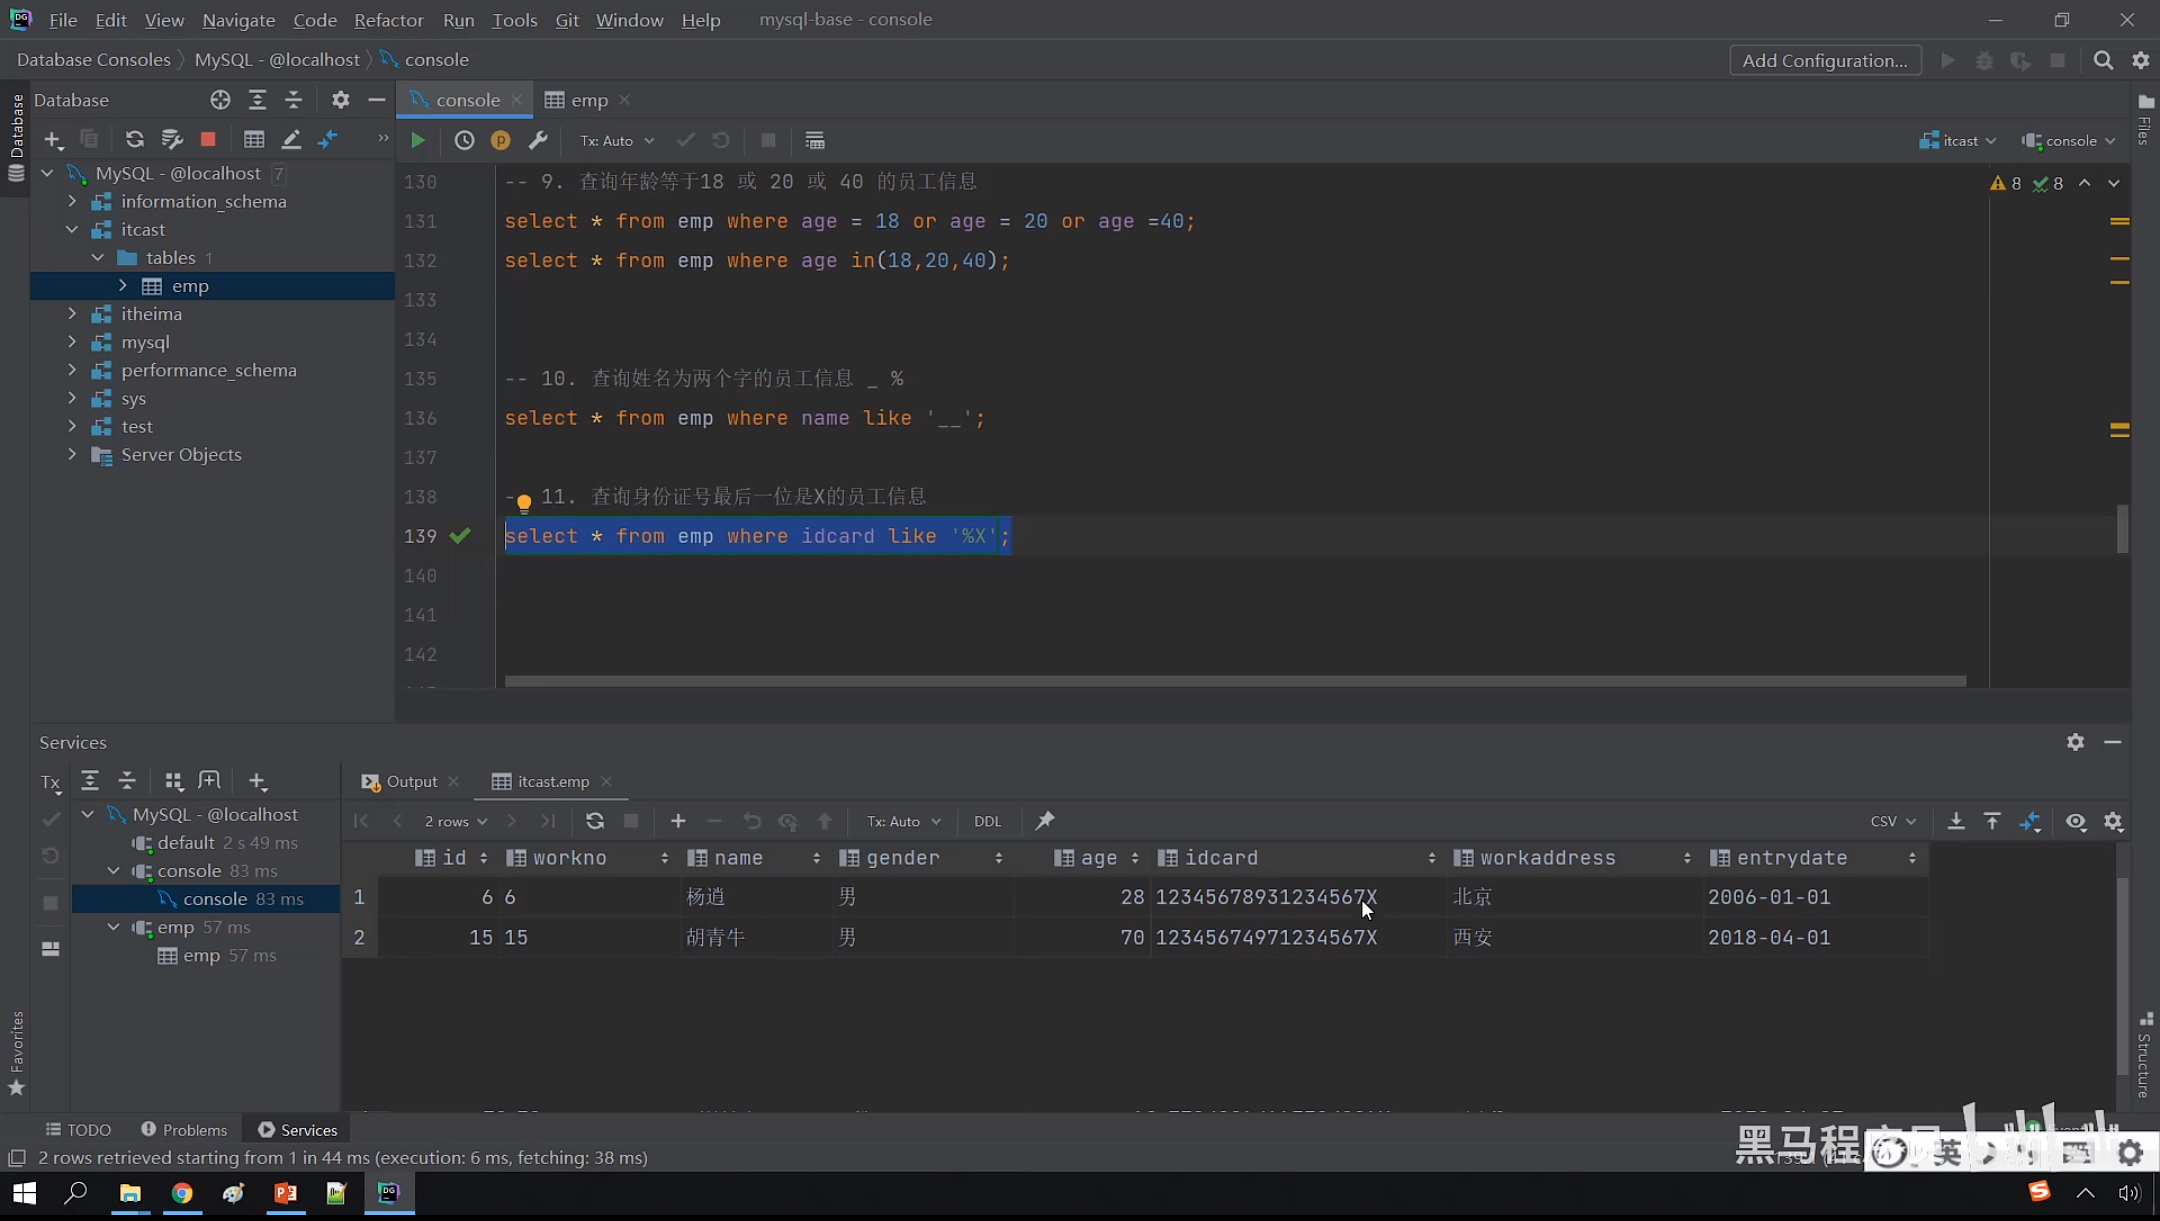 File Edit View Navigate Code Refactor Run Tools Git Window Help mysql-base - console
Database Consoles MySQL - @localhost console Add Configuration...
Database
console
emp
Tx: Auto
itcast
console
Database
Files
MySQL - @localhost 7
information_schema
itcast
tables 1
emp
itheima
mysql
performance_schema
sys
test
Server Objects
8 8
130 -- 9. 查询年龄等于18 或 20 或 40 的员工信息
131 select * from emp where age = 18 or age = 20 or age =40;
132 select * from emp where age in(18,20,40);
133
134
135 -- 10. 查询姓名为两个字的员工信息 _ %
136 select * from emp where name like '__';
137
138 - 11. 查询身份证号最后一位是X的员工信息
139 select * from emp where idcard like '%X';
140
141
142
Services
Tx
MySQL - @localhost
default 2 s 49 ms
console 83 ms
console 83 ms
emp 57 ms
emp 57 ms
Output
itcast.emp
2 rows Tx: Auto DDL CSV
id workno name gender age idcard workaddress entrydate
1 6 6 杨逍 男 28 12345678931234567X 北京 2006-01-01
2 15 15 胡青牛 男 70 12345674971234567X 西安 2018-04-01
Favorites
Structure
TODO Problems Services
2 rows retrieved starting from 1 in 44 ms (execution: 6 ms, fetching: 38 ms)
黑马程
英